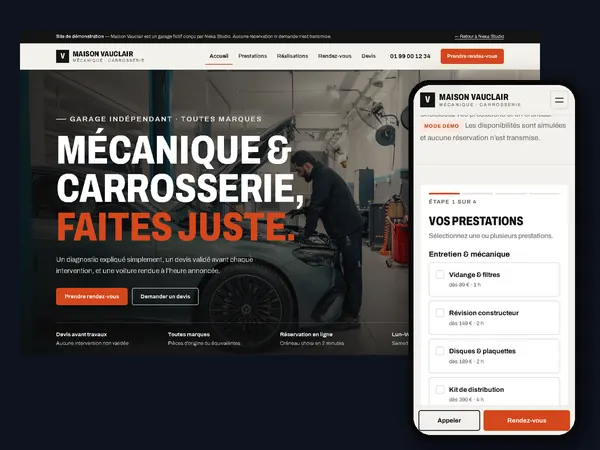 Site de démonstration — Maison Vauclair est un garage fictif conçu par Nexa Studio. Aucune réservation ni demande n'est transmise.
← Retour à Nexa Studio
V
MAISON VAUCLAIR
MÉCANIQUE · CARROSSERIE
Accueil
Prestations
Réalisations
Rendez-vous
Devis
01 99 00 12 34
Prendre rendez-vous
— GARAGE INDÉPENDANT · TOUTES MARQUES
MÉCANIQUE &
CARROSSERIE,
FAITES JUSTE.
Un diagnostic expliqué simplement, un devis validé avant chaque
intervention, et une voiture rendue à l'heure annoncée.
Prendre rendez-vous
Demander un devis
Devis avant travaux
Aucune intervention non validée
Toutes marques
Pièces d'origine ou équivalentes
Réservation en ligne
Créneau choisi en 2 minutes
Samedi
V
MAISON VAUCLAIR
MÉCANIQUE · CARROSSERIE
MODE DÉMO
Les disponibilités sont simulées
et aucune réservation n'est transmise.
ÉTAPE 1 SUR 4
VOS PRESTATIONS
Sélectionnez une ou plusieurs prestations.
Entretien & mécanique
Vidange & filtres
dès 89 € · 1 h
Révision constructeur
dès 149 € · 2 h
Disques & plaquettes
dès 189 € · 2 h
Kit de distribution
dès 390 € · 4 h
Appeler
Rendez-vous